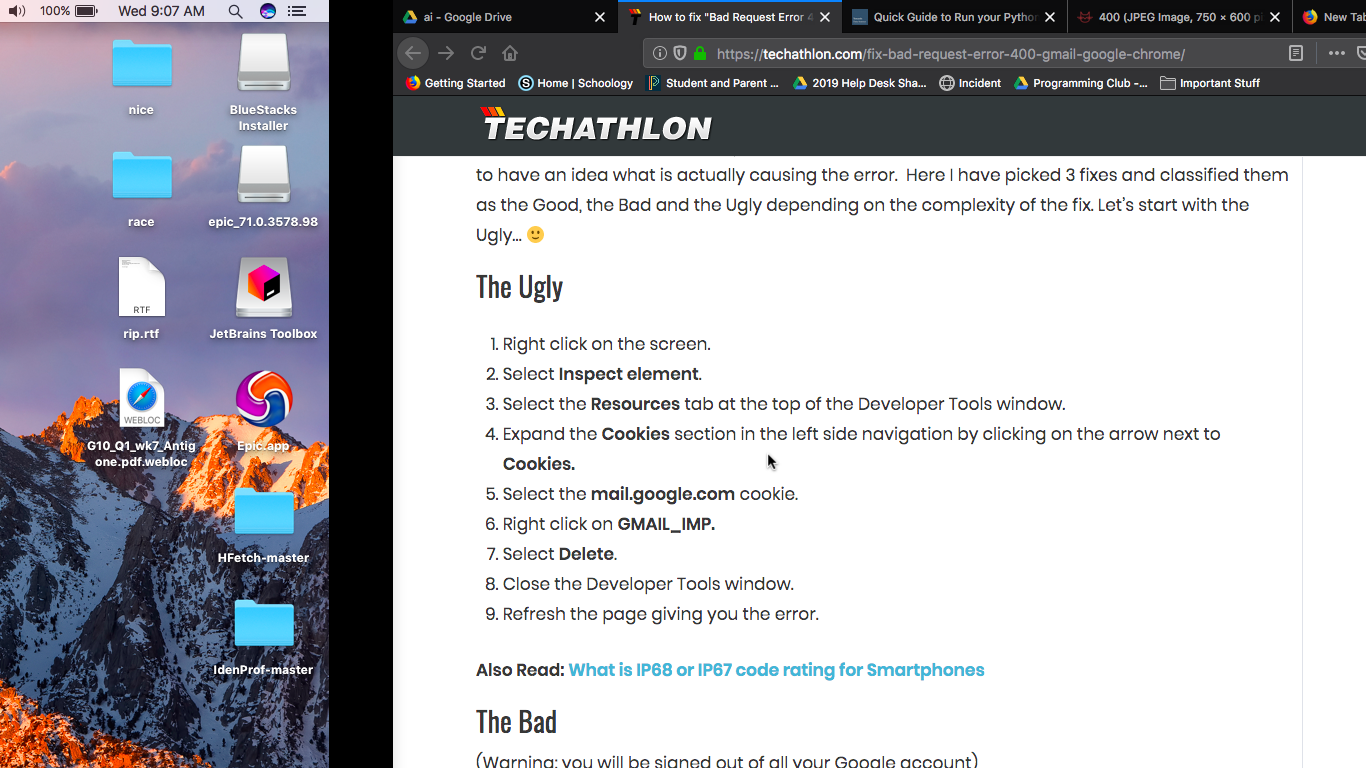 100%
Wed 9:07 AM
nice
BlueStacks
Installer
race
epic_71.0.3578.98
RTF
rip.rtf
JetBrains Toolbox
WEBLOC
G10_Q1_wk7_Antig
one.pdf.webloc
Epic.app
HFetch-master
IdenProf-master
ai - Google Drive
How to fix "Bad Request Error 4
Quick Guide to Run your Pytho
400 (JPEG Image, 750 × 600 pi
New Tab
https://techathlon.com/fix-bad-request-error-400-gmail-google-chrome/
Getting Started
Home | Schoology
Student and Parent ...
2019 Help Desk Sha...
Incident
Programming Club -...
Important Stuff
TECHATHLON
to have an idea what is actually causing the error. Here I have picked 3 fixes and classified them
as the Good, the Bad and the Ugly depending on the complexity of the fix. Let's start with the
Ugly... 🙂
The Ugly
1. Right click on the screen.
2. Select Inspect element.
3. Select the Resources tab at the top of the Developer Tools window.
4. Expand the Cookies section in the left side navigation by clicking on the arrow next to
Cookies.
5. Select the mail.google.com cookie.
6. Right click on GMAIL_IMP.
7. Select Delete.
8. Close the Developer Tools window.
9. Refresh the page giving you the error.
Also Read: What is IP68 or IP67 code rating for Smartphones
The Bad
(Warning: you will be signed out of all your Google account)